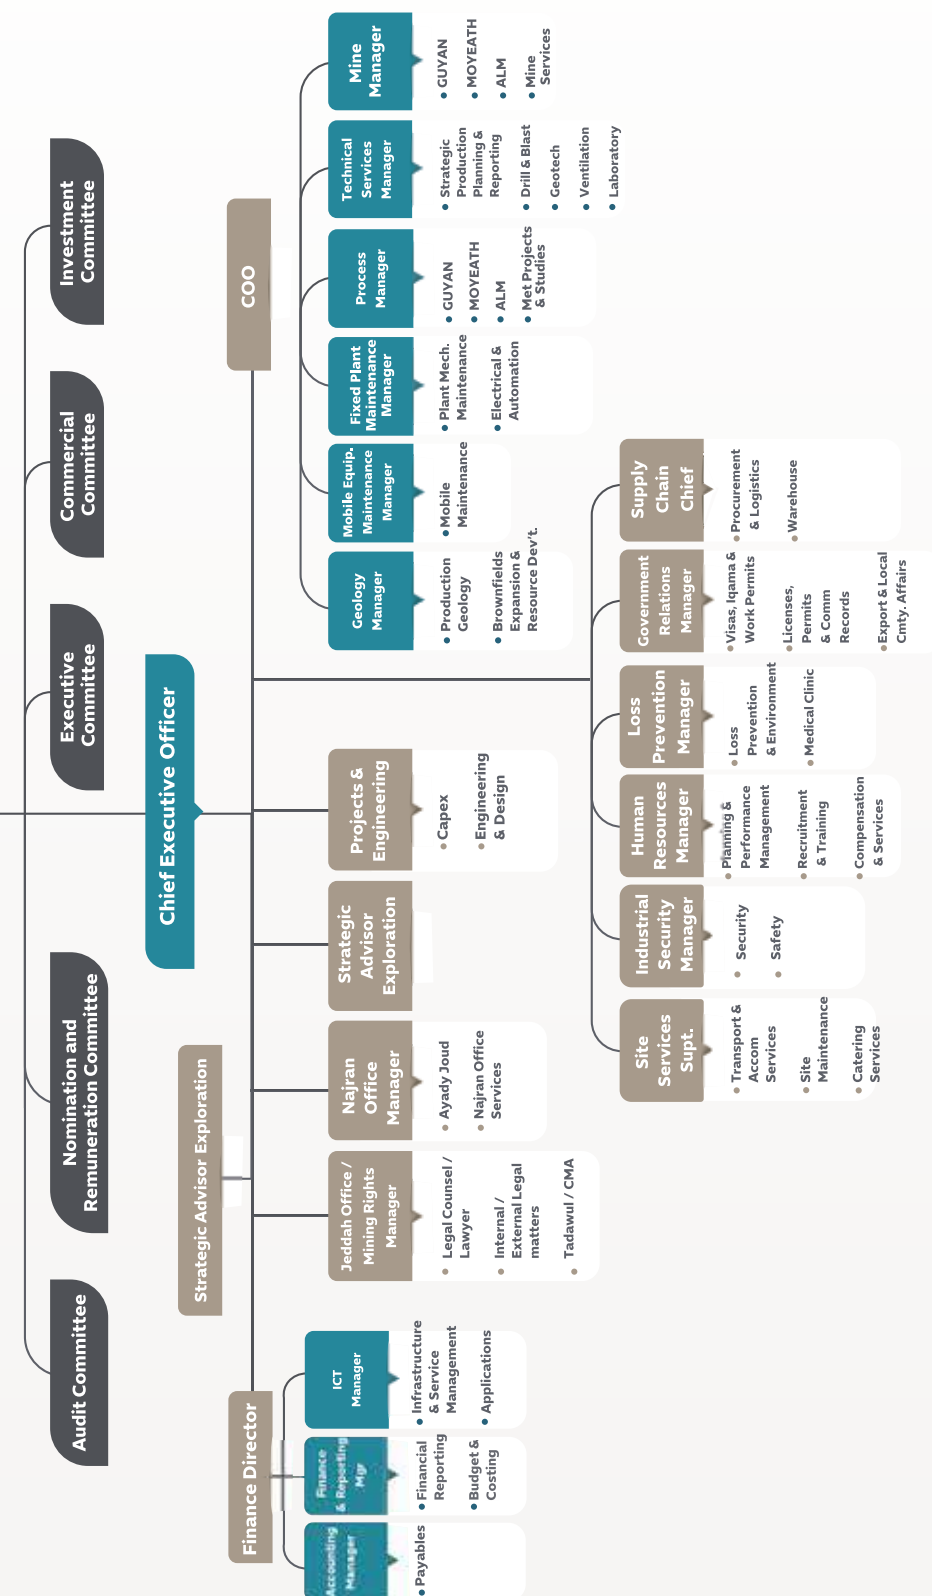 Audit Committee
Nomination and
Remuneration Committee
Executive
Committee
Commercial
Committee
Investment
Committee
Chief Executive Officer
Strategic Advisor Exploration
Finance Director
COO
Accounting
Manager
• Payables
Finance
& Reporting
Mgr
• Financial
Reporting
• Budget &
Costing
ICT
Manager
• Infrastructure
& Service
Management
• Applications
Jeddah Office /
Mining Rights
Manager
• Legal Counsel /
Lawyer
• Internal /
External Legal
matters
• Tadawul / CMA
Najran
Office
Manager
• Ayady Joud
• Najran Office
Services
Strategic
Advisor
Exploration
Projects &
Engineering
• Capex
• Engineering
& Design
Geology
Manager
• Production
Geology
• Brownfields
Expansion &
Resource Dev't.
Mobile Equip.
Maintenance
Manager
• Mobile
Maintenance
Fixed Plant
Maintenance
Manager
• Plant Mech.
Maintenance
• Electrical &
Automation
Process
Manager
• GUYAN
• MOYEATH
• ALM
• Met Projects
& Studies
Technical
Services
Manager
• Strategic
Production
Planning &
Reporting
• Drill & Blast
• Geotech
• Ventilation
• Laboratory
Mine
Manager
• GUYAN
• MOYEATH
• ALM
• Mine
Services
Site
Services
Supt.
• Transport &
Accom
Services
• Site
Maintenance
• Catering
Services
Industrial
Security
Manager
• Security
• Safety
Human
Resources
Manager
• Planning &
Performance
Management
• Recruitment
& Training
• Compensation
& Services
Loss
Prevention
Manager
• Loss
Prevention
& Environment
• Medical Clinic
Government
Relations
Manager
• Visas, Iqama &
Work Permits
• Licenses,
Permits
& Comm
Records
• Export & Local
Cmty. Affairs
Supply
Chain
Chief
• Procurement
& Logistics
• Warehouse